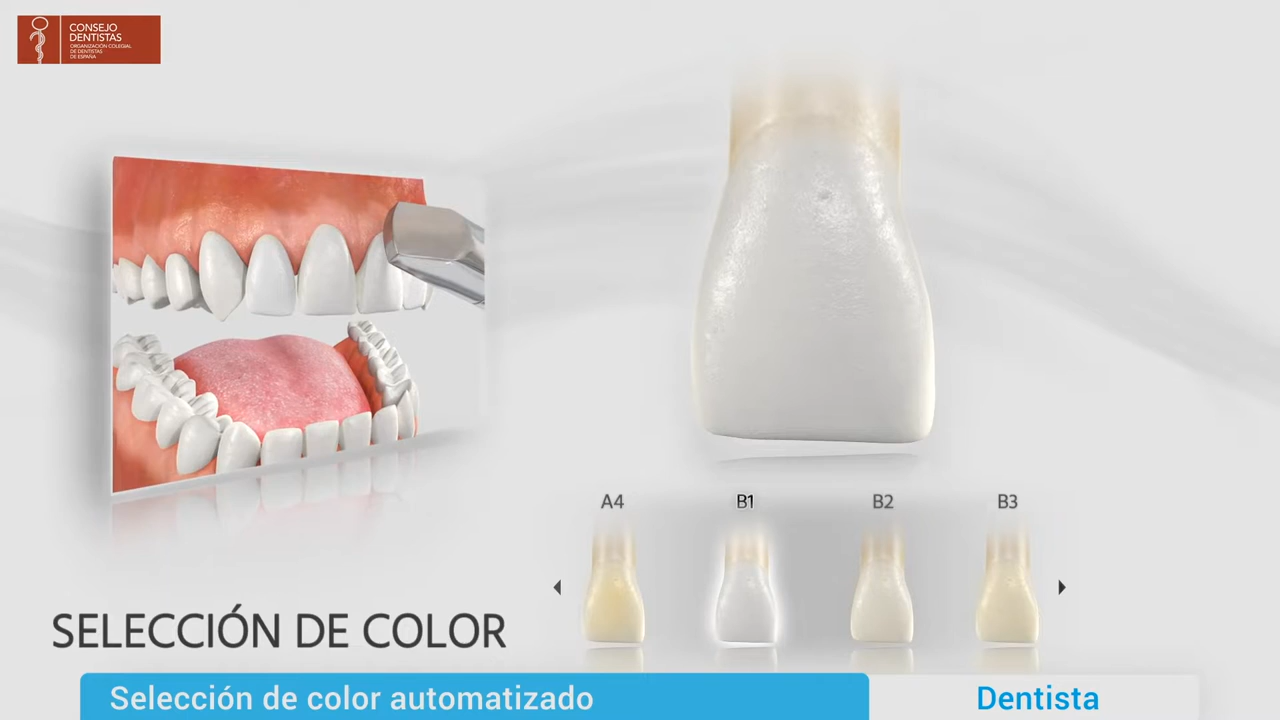 CONSEJO
DENTISTAS
ORGANIZACIÓN COLEGIAL
DE DENTISTAS
DE ESPAÑA
A4 B1 B2 B3
SELECCIÓN DE COLOR
Selección de color automatizado
Dentista